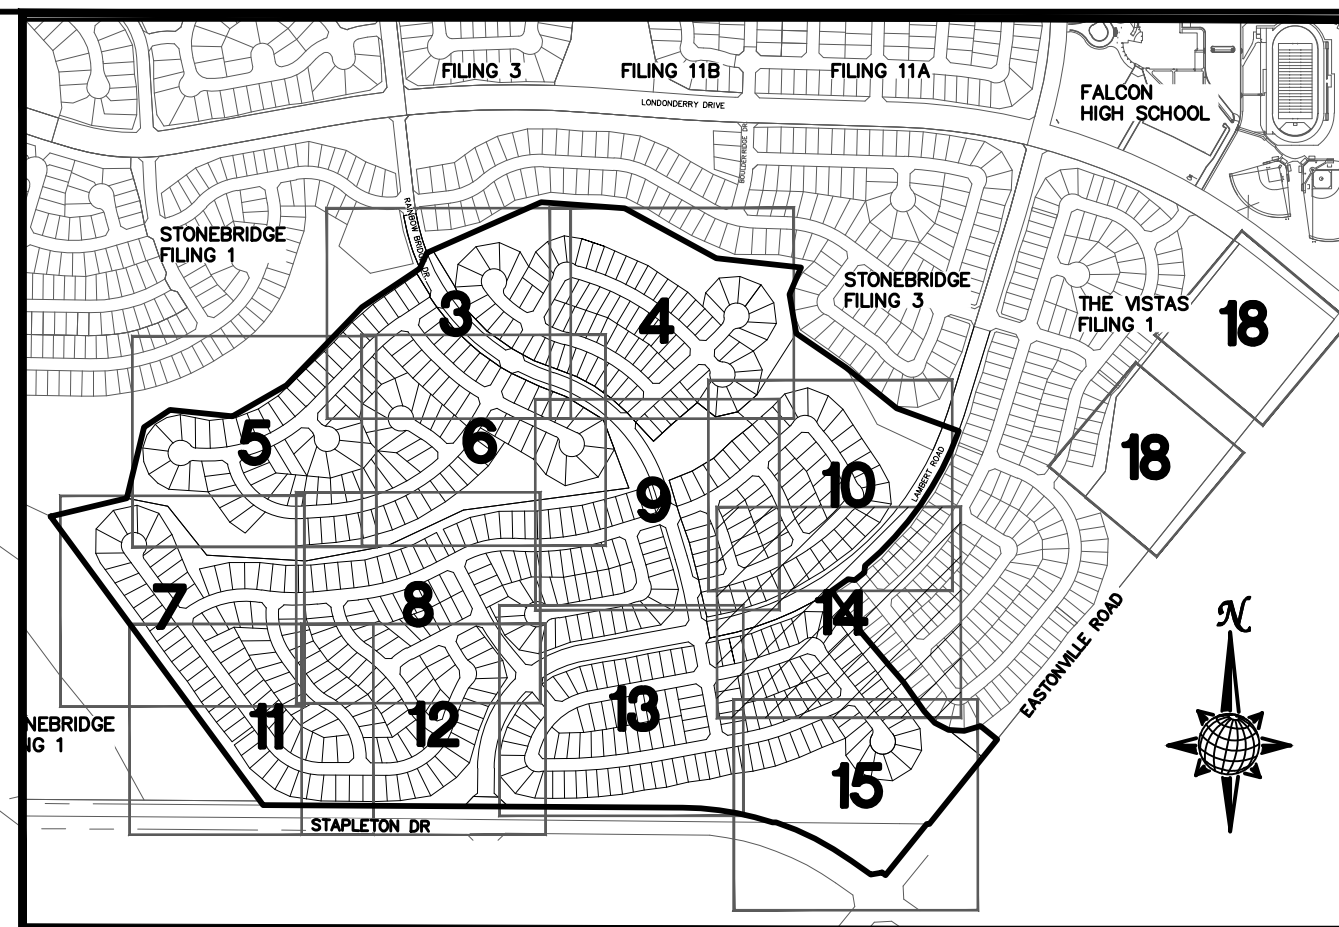 FILING 3
FILING 11B
FILING 11A
FALCON
HIGH SCHOOL
LONDONDERRY DRIVE
BOULDER RIDGE DR
RAINBOW BRIDGE DR.
STONEBRIDGE
FILING 1
STONEBRIDGE
FILING 3
THE VISTAS
FILING 1
18
3
4
18
5
6
9
10
LAMBERT ROAD
7
8
14
EASTONVILLE ROAD
N
NEBRIDGE
NG 1
11
12
13
15
STAPLETON DR